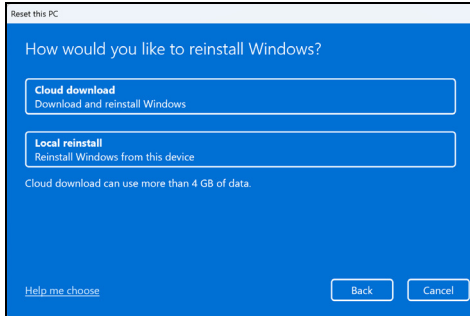 Reset this PC
How would you like to reinstall Windows?
Cloud download
Download and reinstall Windows
Local reinstall
Reinstall Windows from this device
Cloud download can use more than 4 GB of data.
Help me choose
Back
Cancel